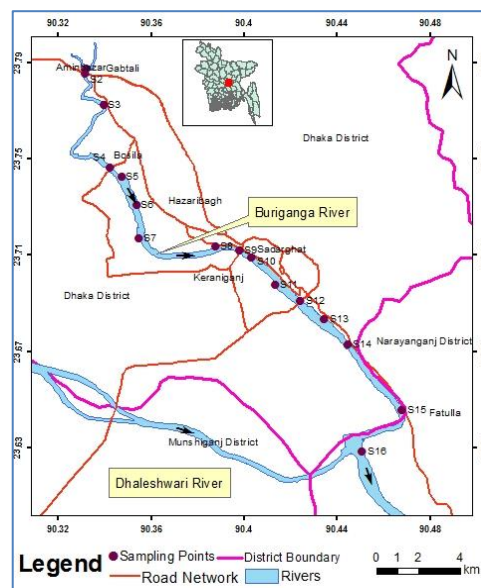 90.32 90.36 90.4 90.44 90.48
23.79
23.75
23.71
23.67
23.63
N
Gabtali
S2
S3
Dhaka District
S4
Bosilla
S5
S6
Hazaribagh
Buriganga River
S7
S8
S9
Sadarghat
S10
Keraniganj
S11
Dhaka District
S12
S13
S14
Narayanganj District
S15
Fatulla
S16
Munshiganj District
Dhaleshwari River
90.32 90.36 90.4 90.44 90.48
Legend
Sampling Points
District Boundary
Road Network
Rivers
0 1 2 4
km